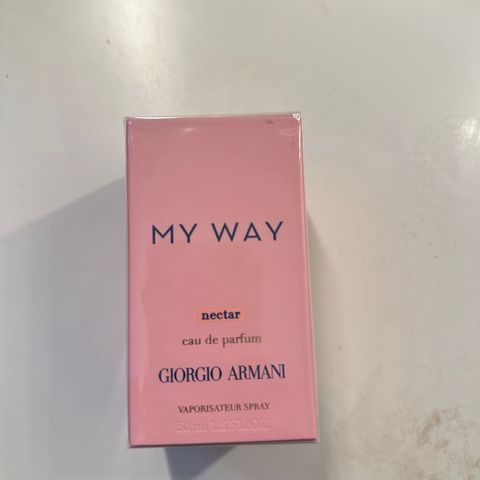 MY WAY
nectar
eau de parfum
GIORGIO ARMANI
VAPORISATEUR SPRAY
50 ml 1.6 FL.OZ.